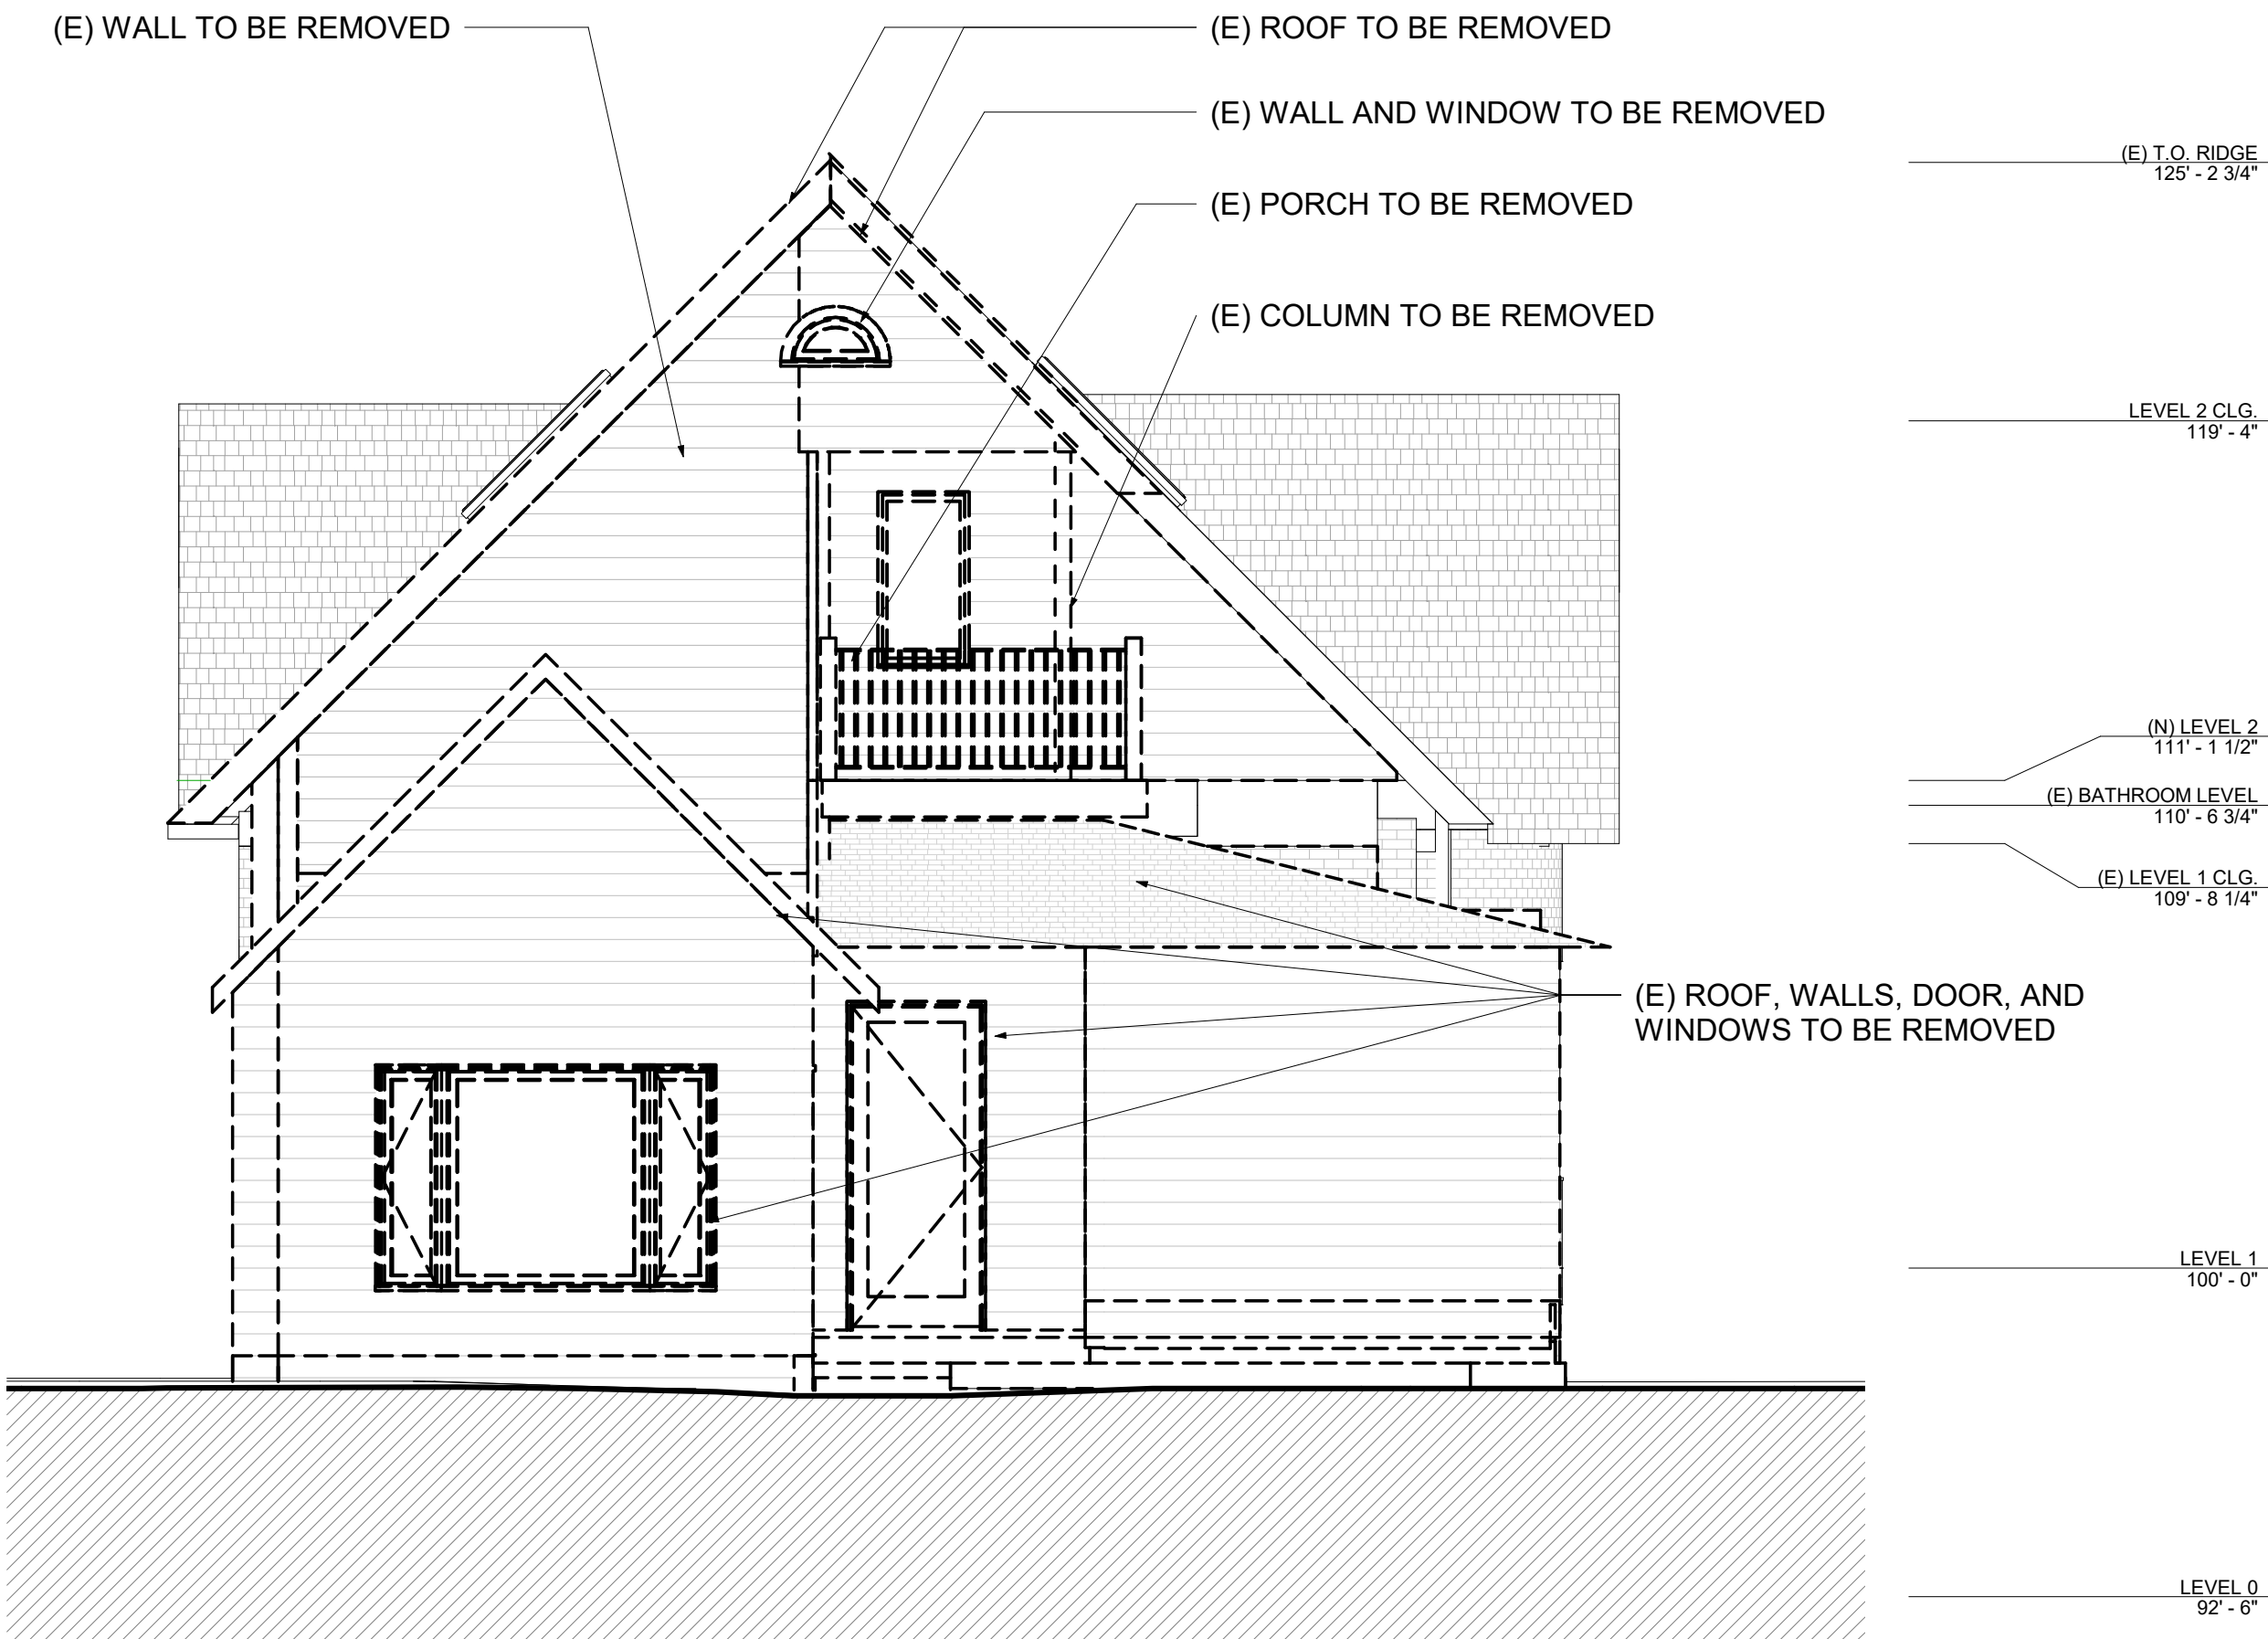 (E) WALL TO BE REMOVED
(E) ROOF TO BE REMOVED
(E) WALL AND WINDOW TO BE REMOVED
(E) PORCH TO BE REMOVED
(E) COLUMN TO BE REMOVED
(E) ROOF, WALLS, DOOR, AND
WINDOWS TO BE REMOVED
(E) T.O. RIDGE
125' - 2 3/4"
LEVEL 2 CLG.
119' - 4"
(N) LEVEL 2
111' - 1 1/2"
(E) BATHROOM LEVEL
110' - 6 3/4"
(E) LEVEL 1 CLG.
109' - 8 1/4"
LEVEL 1
100' - 0"
LEVEL 0
92' - 6"